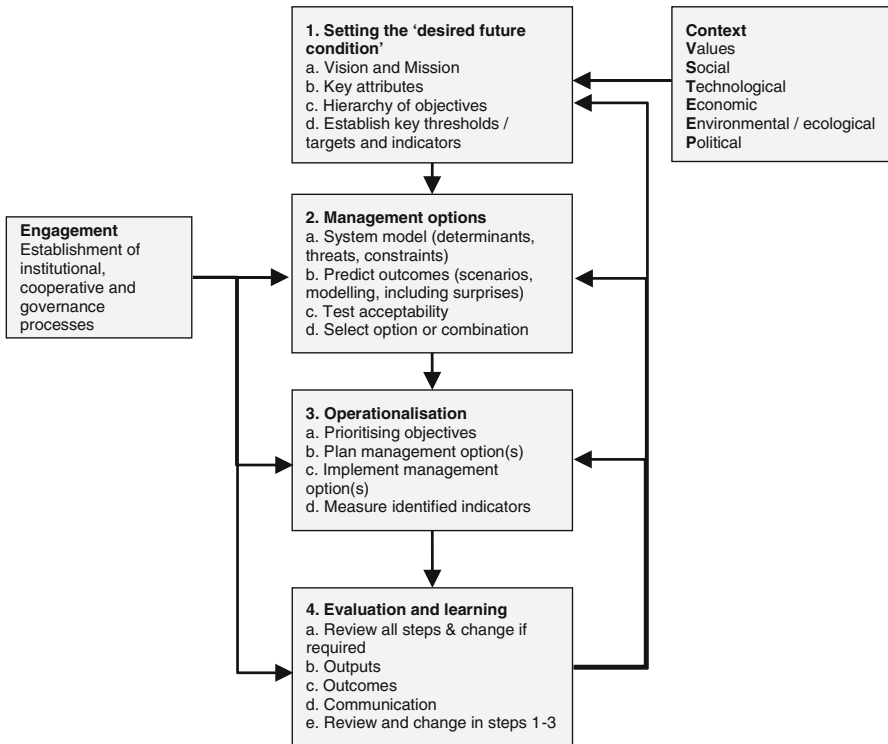 1. Setting the ‘desired future
condition’
a. Vision and Mission
b. Key attributes
c. Hierarchy of objectives
d. Establish key thresholds /
targets and indicators
Context
Values
Social
Technological
Economic
Environmental / ecological
Political
Engagement
Establishment of
institutional,
cooperative and
governance
processes
2. Management options
a. System model (determinants,
threats, constraints)
b. Predict outcomes (scenarios,
modelling, including surprises)
c. Test acceptability
d. Select option or combination
3. Operationalisation
a. Prioritising objectives
b. Plan management option(s)
c. Implement management
option(s)
d. Measure identified indicators
4. Evaluation and learning
a. Review all steps & change if
required
b. Outputs
c. Outcomes
d. Communication
e. Review and change in steps 1-3